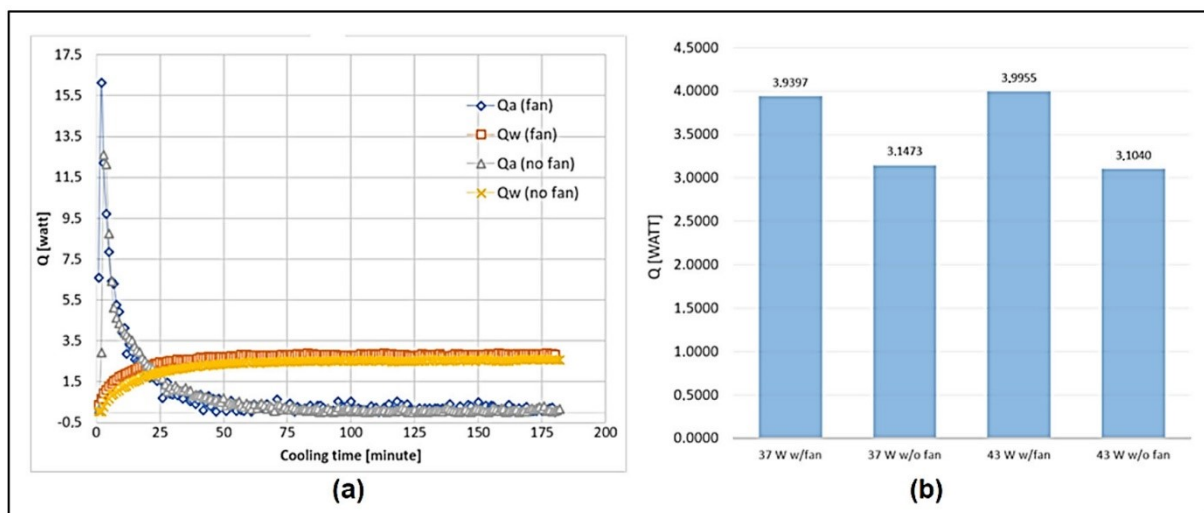 17.5
15.5
13.5
11.5
9.5
7.5
5.5
3.5
1.5
-0.5
Q [watt]
Qa (fan)
Qw (fan)
Qa (no fan)
Qw (no fan)
0 25 50 75 100 125 150 175 200
Cooling time [minute]
(a)
4.5000
4.0000
3.5000
3.0000
2.5000
2.0000
1.5000
1.0000
0.5000
0.0000
Q [WATT]
3,9397
3,1473
3,9955
3,1040
37 W w/fan 37 W w/o fan 43 W w/fan 43 W w/o fan
(b)